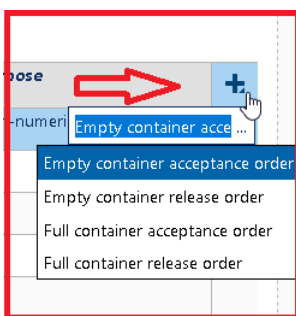 pose
-numeri
Empty container acce ...
Empty container acceptance order
Empty container release order
Full container acceptance order
Full container release order